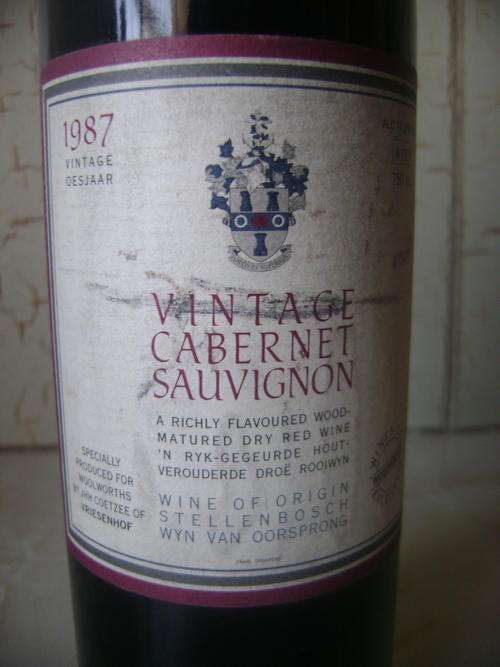 1987
VINTAGE
OESJAAR
VINTAGE
CABERNET
SAUVIGNON
A RICHLY FLAVOURED WOOD-
MATURED DRY RED WINE
'N RYK-GEGEURDE HOUT-
VEROUDERDE DROË ROOIWYN
WINE OF ORIGIN
STELLENBOSCH
WYN VAN OORSPRONG
SPECIALLY
PRODUCED FOR
WOOLWORTHS
BY JHH COETZEE OF
VRIESENHOF